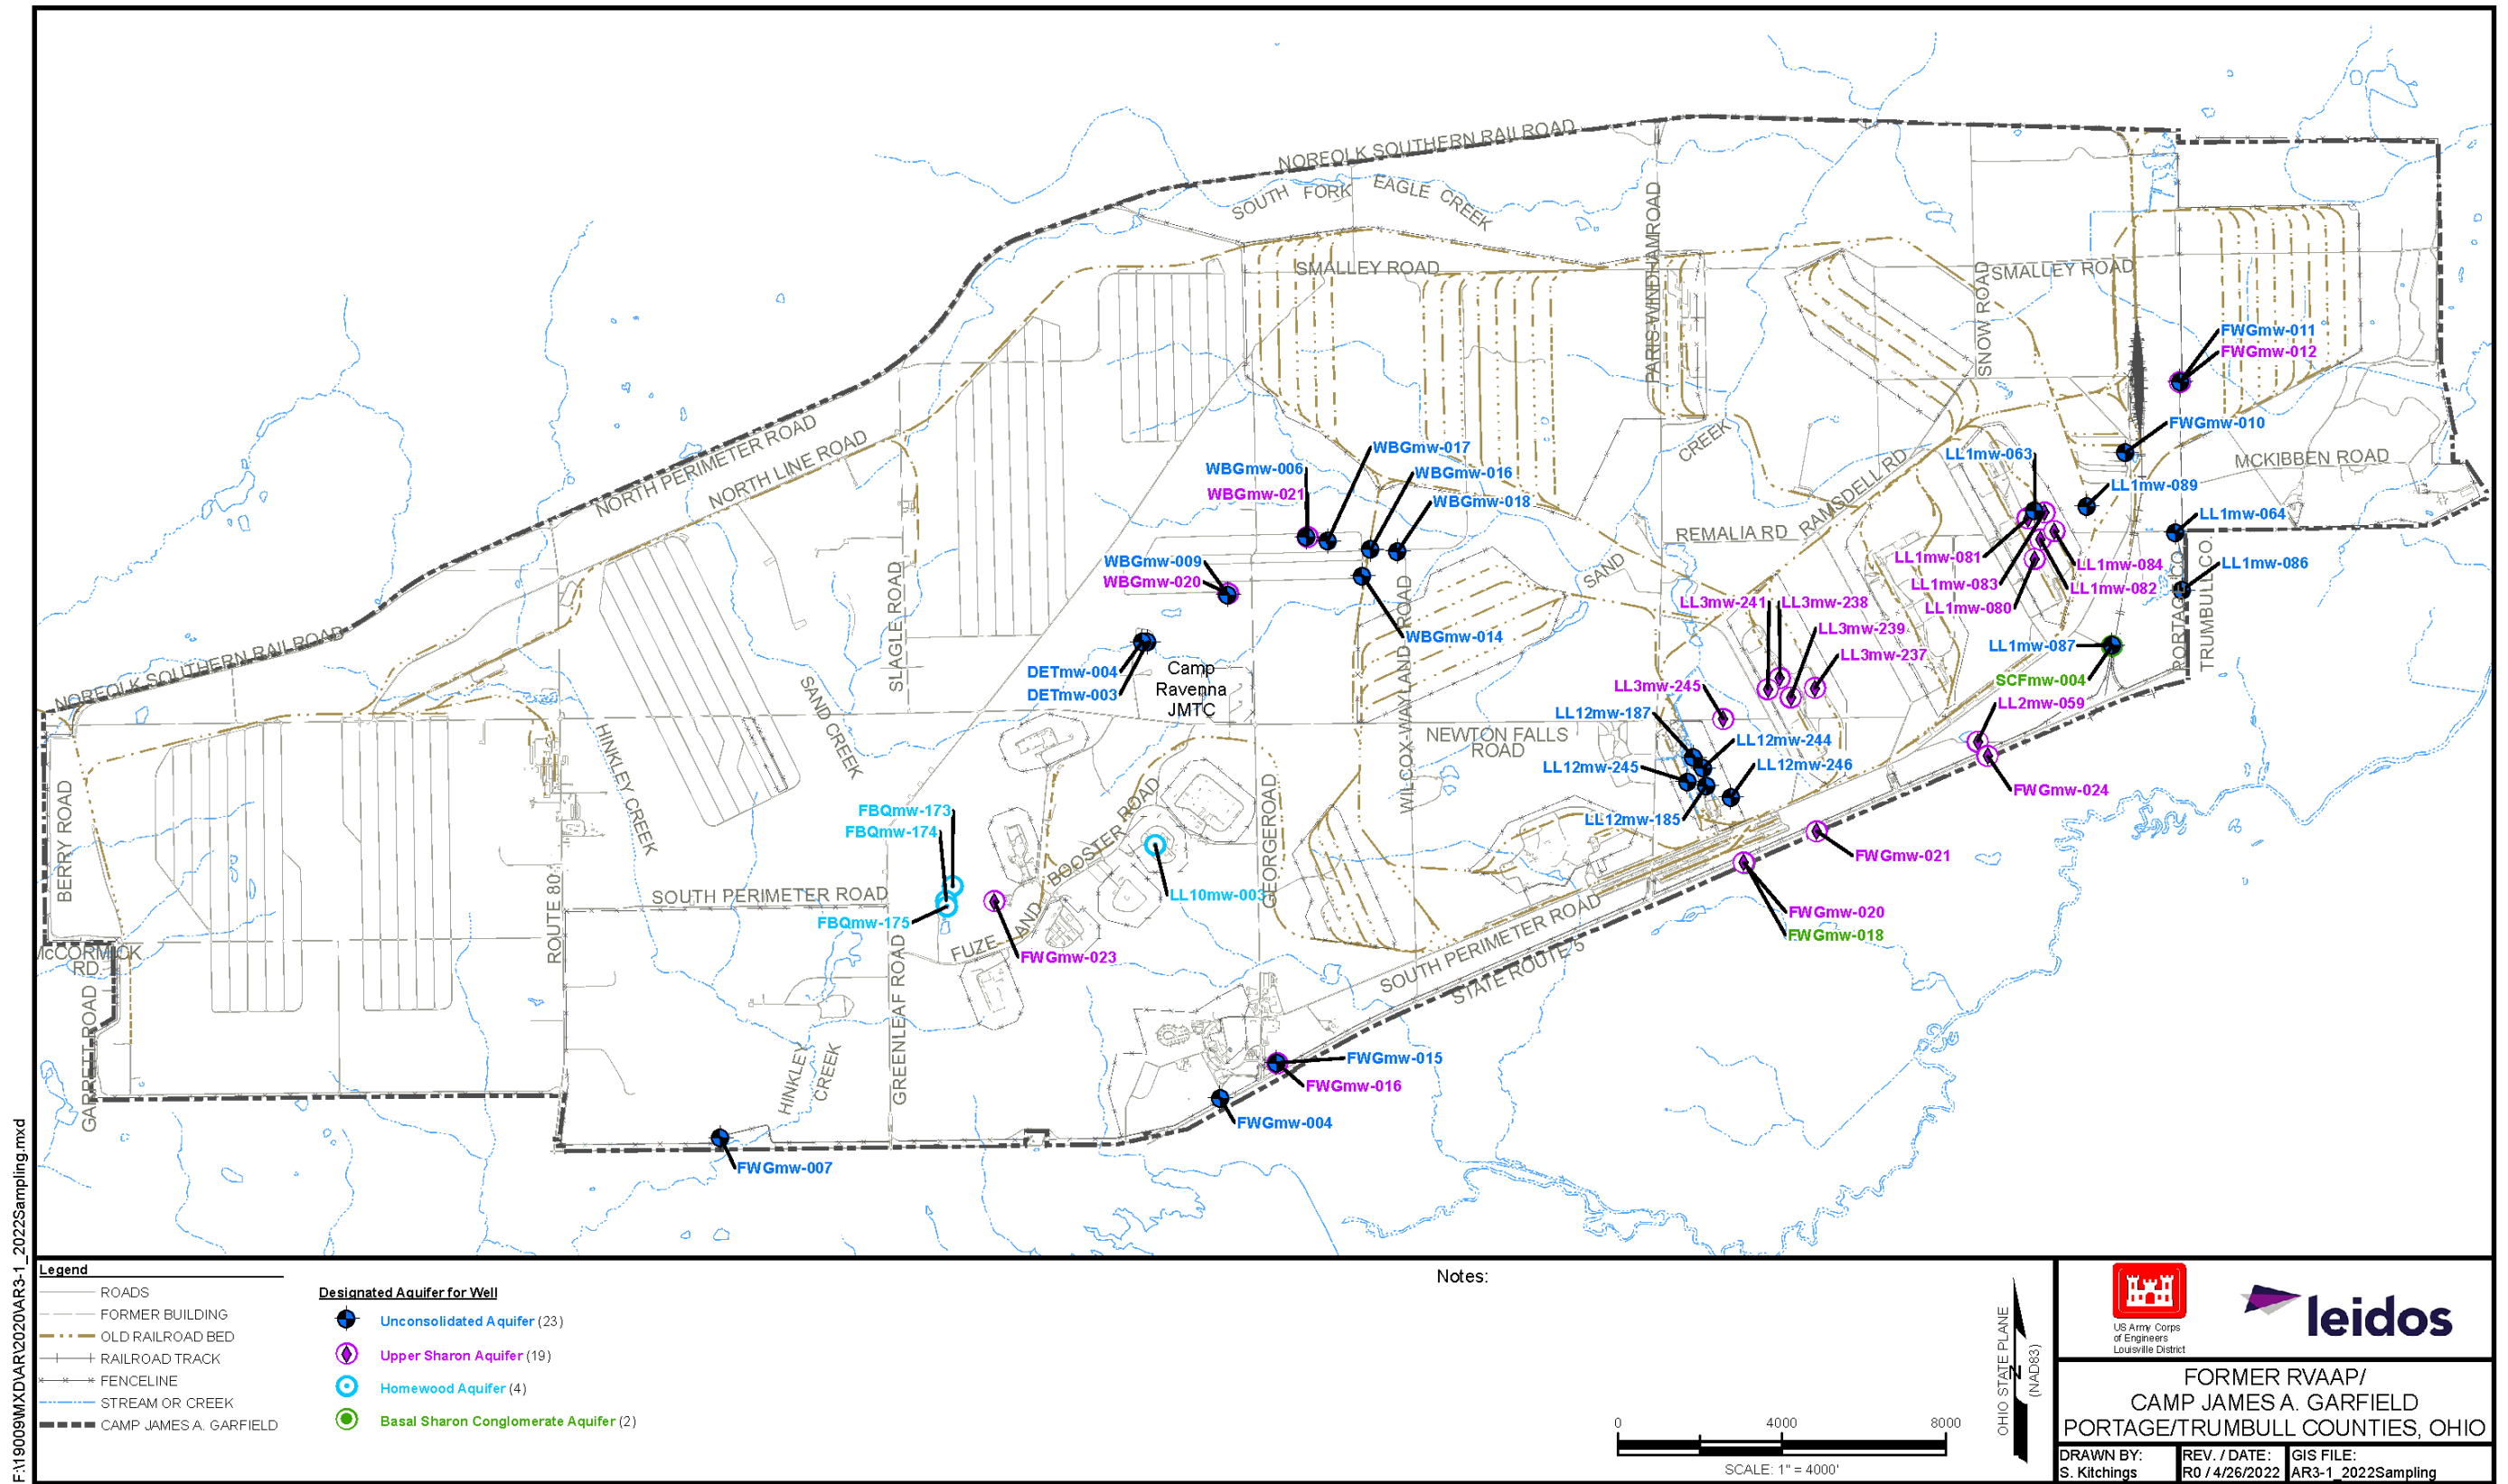 NORFOLK SOUTHERN RAILROAD
SOUTH FORK EAGLE CREEK
SMALLEY ROAD
PARIS-WINDHAMROAD
SNOW ROAD
SMALLEY ROAD
FWGmw-011
FWGmw-012
FWGmw-010
MCKIBBEN ROAD
NORTH PERIMETER ROAD
NORTH LINE ROAD
WBGmw-017
WBGmw-006
WBGmw-016
WBGmw-021
WBGmw-018
CREEK
RAMSDELL RD
LL1mw-063
LL1mw-089
LL1mw-064
REMALIA RD
WBGmw-009
WBGmw-020
SAND
LL1mw-081
LL1mw-084
LL1mw-083
LL1mw-082
LL1mw-080
LL1mw-086
PORTAGE CO.
TRUMBULL CO.
SLAGLE ROAD
LL3mw-241
LL3mw-238
LL3mw-239
LL3mw-237
WBGmw-014
LL1mw-087
SCFmw-004
NORFOLK SOUTHERN RAILROAD
DETmw-004
DETmw-003
Camp
Ravenna
JMTC
SAND CREEK
LL3mw-245
LL12mw-187
LL2mw-059
HINKLEY CREEK
WILCOX-WAYLAND ROAD
NEWTON FALLS
ROAD
LL12mw-244
LL12mw-245
LL12mw-246
FWGmw-024
BERRY ROAD
FBQmw-173
FBQmw-174
BOOSTER ROAD
GEORGEROAD
LL12mw-185
FWGmw-021
ROUTE 80
SOUTH PERIMETER ROAD
LL10mw-003
FBQmw-175
FUZE AND
FWGmw-023
FWGmw-020
FWGmw-018
McCORMICK
RD.
GARRETT ROAD
GREENLEAF ROAD
SOUTH PERIMETER ROAD
STATE ROUTE 5
HINKLEY
CREEK
FWGmw-015
FWGmw-016
FWGmw-004
FWGmw-007
F:\19009\MXD\AR\2020\AR3-1_2022Sampling.mxd
Legend
ROADS
FORMER BUILDING
OLD RAILROAD BED
RAILROAD TRACK
FENCELINE
STREAM OR CREEK
CAMP JAMES A. GARFIELD
Designated Aquifer for Well
Unconsolidated Aquifer (23)
Upper Sharon Aquifer (19)
Homewood Aquifer (4)
Basal Sharon Conglomerate Aquifer (2)
Notes:
0 4000 8000
SCALE: 1" = 4000'
OHIO STATE PLANE
N
(NAD83)
US Army Corps
of Engineers
Louisville District
leidos
FORMER RVAAP/
CAMP JAMES A. GARFIELD
PORTAGE/TRUMBULL COUNTIES, OHIO
DRAWN BY:
S. Kitchings
REV. / DATE:
R0 / 4/26/2022
GIS FILE:
AR3-1_2022Sampling